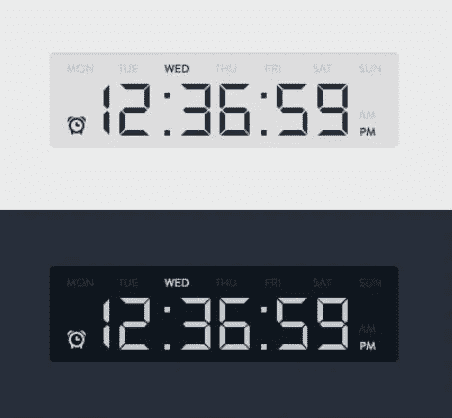 MON TUE WED THU FRI SAT SUN
12:36:59
AM
PM
MON TUE WED THU FRI SAT SUN
12:36:59
AM
PM